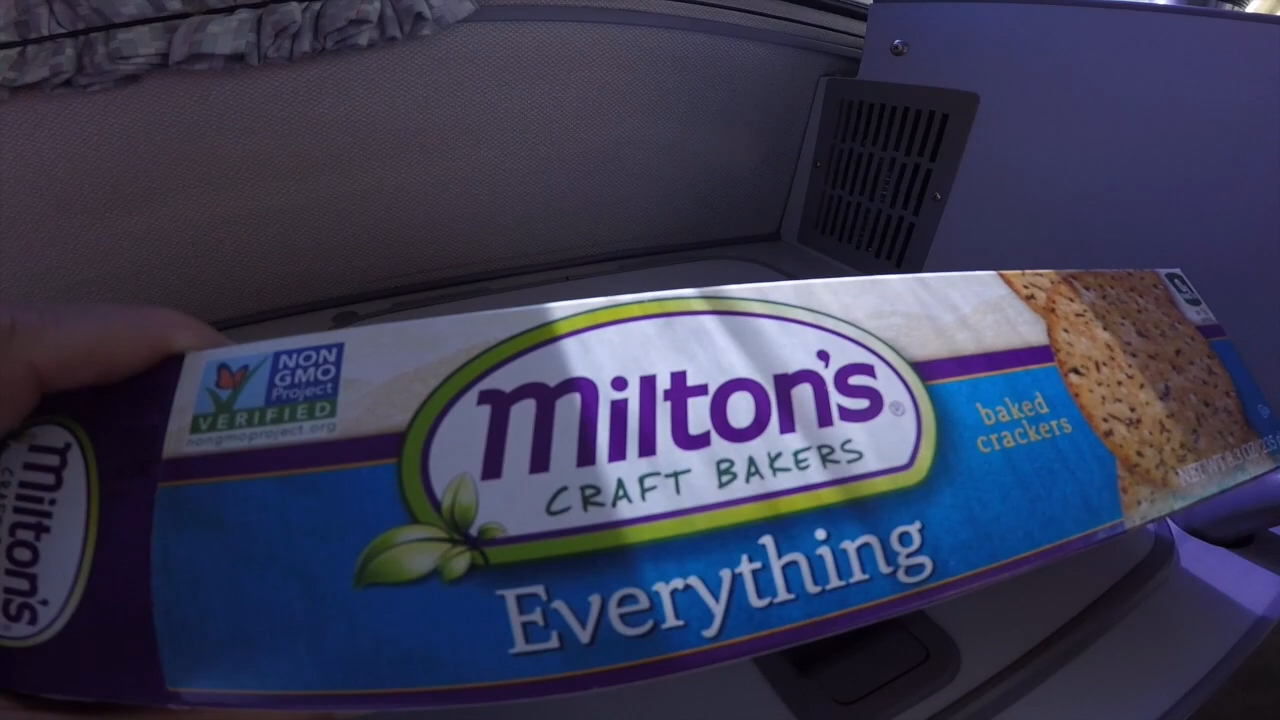 NON
GMO
Project
VERIFIED
nongmoproject.org
Milton's®
CRAFT BAKERS
Everything
baked
crackers
Milton's